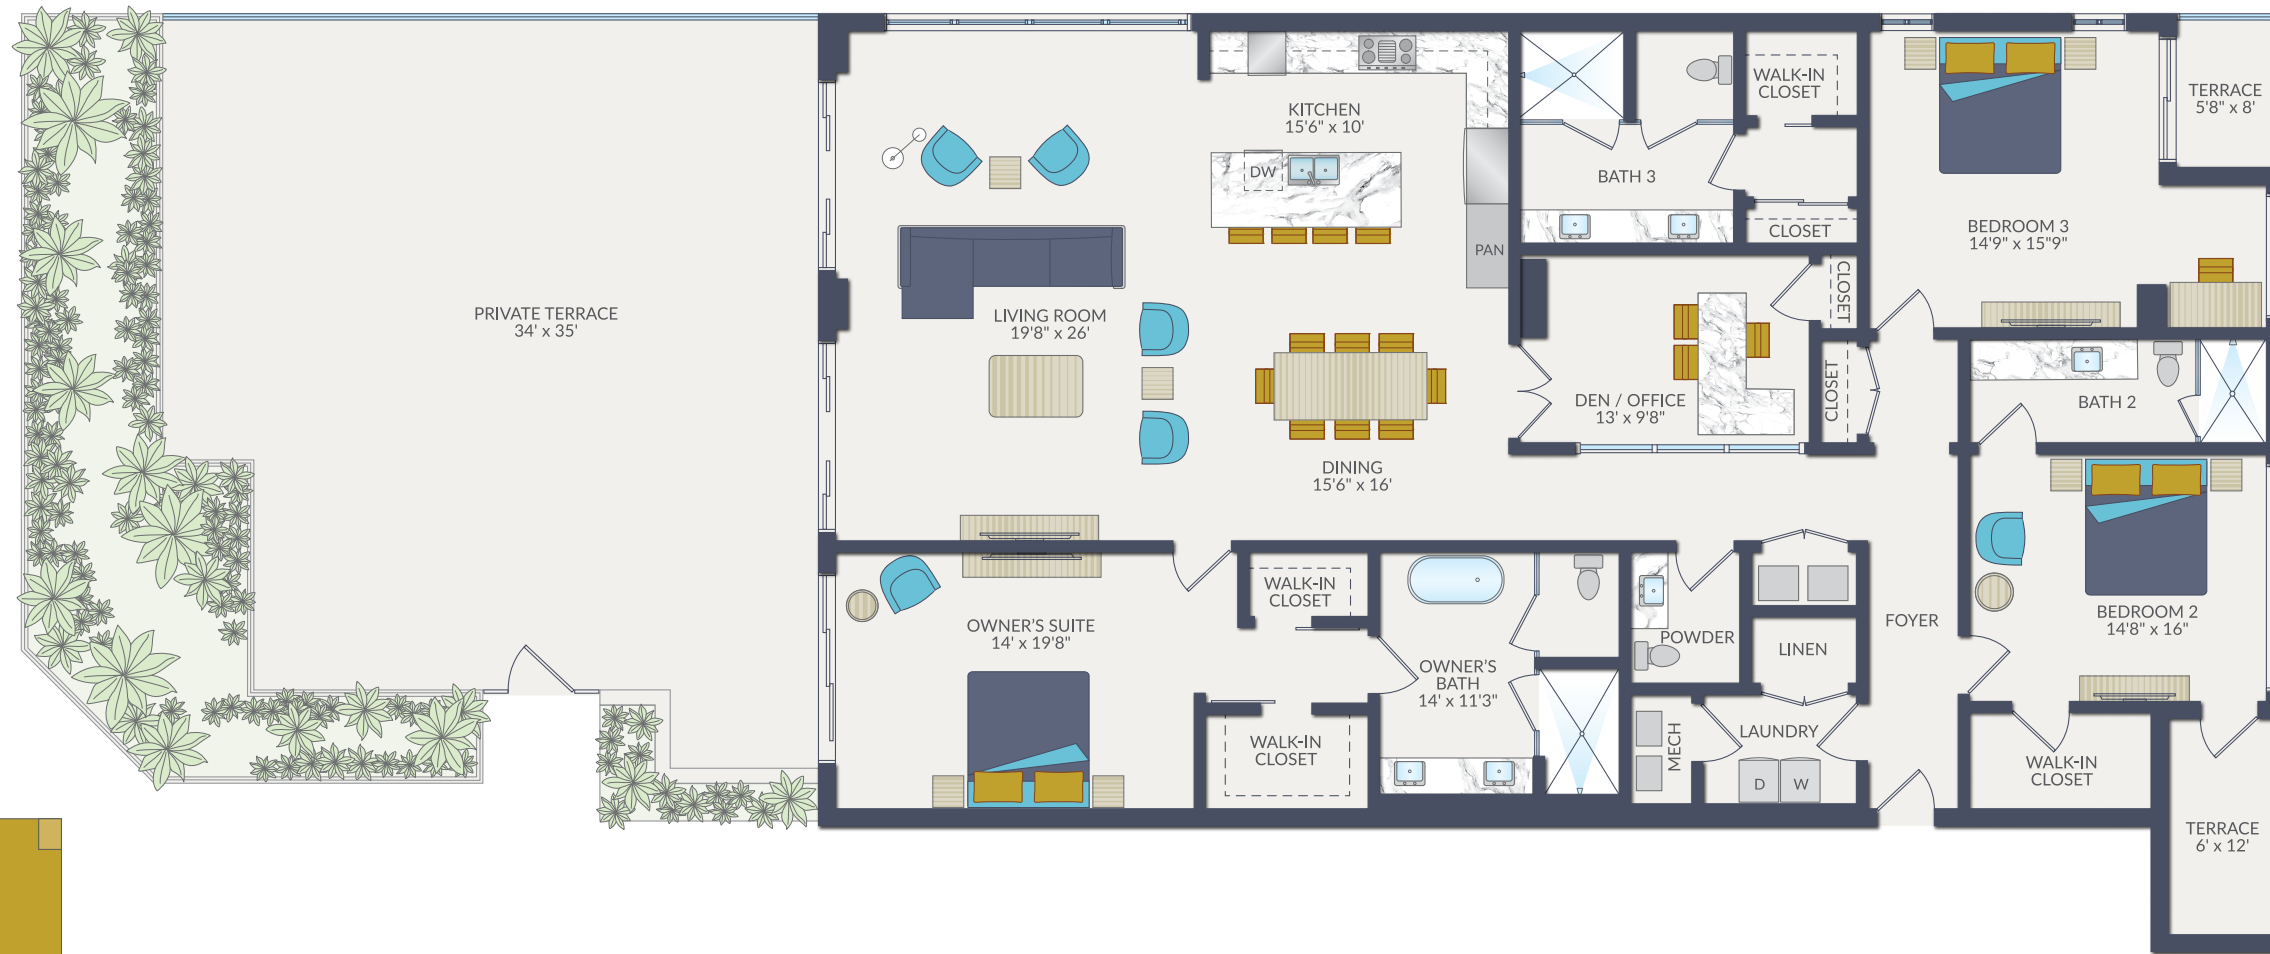 PRIVATE TERRACE
34' x 35'
LIVING ROOM
19'8" x 26'
KITCHEN
15'6" x 10'
DW
PAN
DINING
15'6" x 16'
BATH 3
WALK-IN
CLOSET
CLOSET
CLOSET
DEN / OFFICE
13' x 9'8"
CLOSET
BEDROOM 3
14'9" x 15"9"
TERRACE
5'8" x 8'
BATH 2
BEDROOM 2
14'8" x 16"
FOYER
OWNER'S SUITE
14' x 19'8"
WALK-IN
CLOSET
WALK-IN
CLOSET
OWNER'S
BATH
14' x 11'3"
POWDER
LINEN
MECH
LAUNDRY
D
W
WALK-IN
CLOSET
TERRACE
6' x 12'